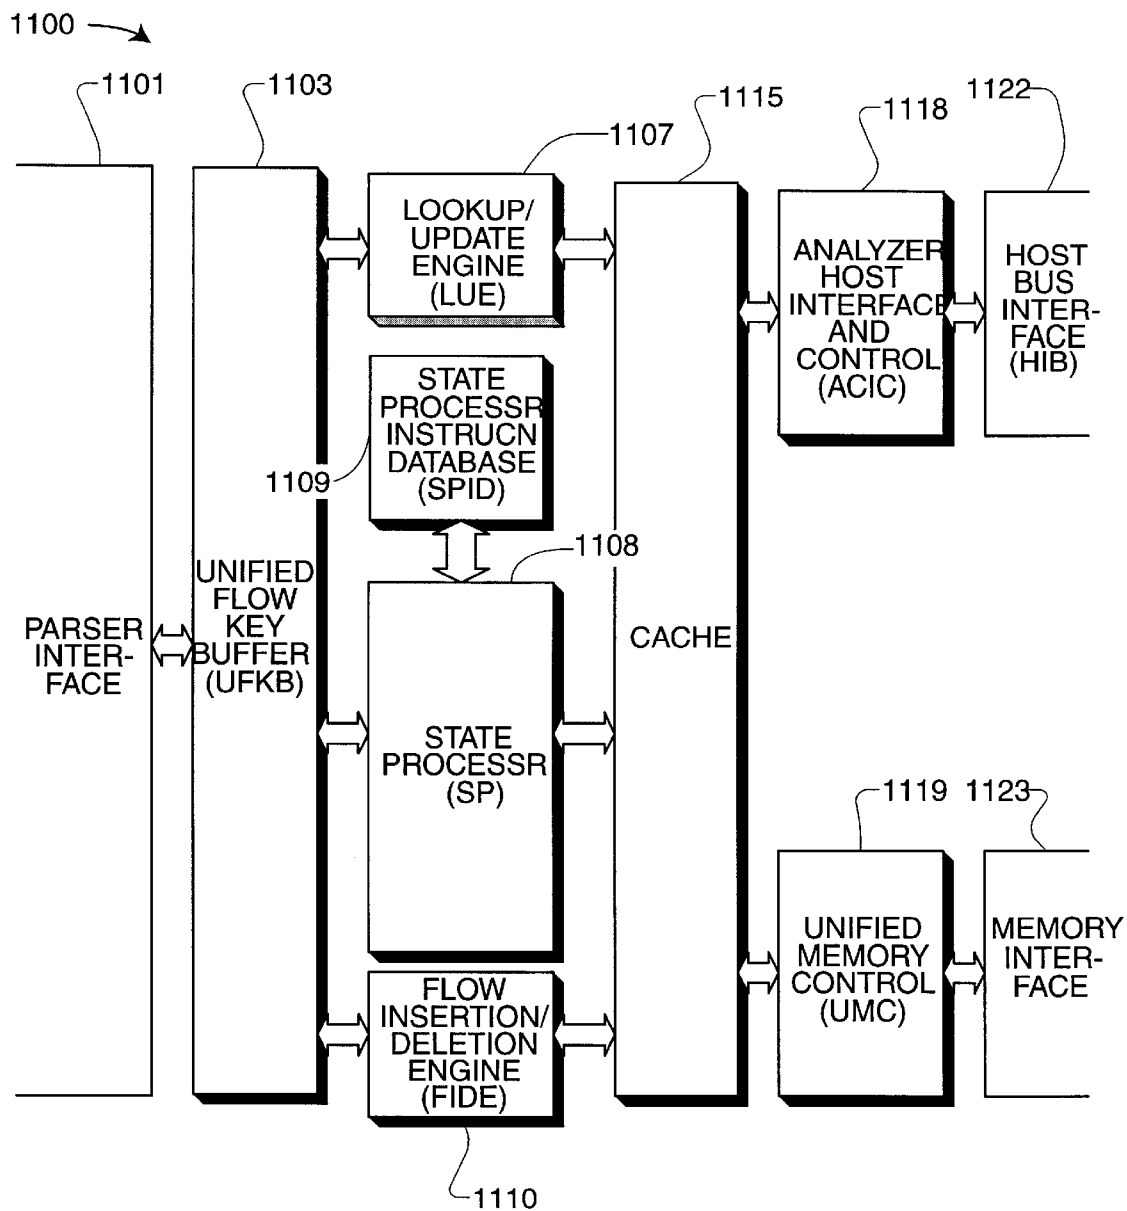 1100
1101
1103
1107
1115
1118
1122
LOOKUP/
UPDATE
ENGINE
(LUE)
ANALYZER
HOST
INTERFACE
AND
CONTROL
(ACIC)
HOST
BUS
INTER-
FACE
(HIB)
STATE
PROCESSR
INSTRUCN
DATABASE
(SPID)
1109
1108
UNIFIED
FLOW
KEY
BUFFER
(UFKB)
PARSER
INTER-
FACE
CACHE
STATE
PROCESSR
(SP)
1119
1123
UNIFIED
MEMORY
CONTROL
(UMC)
MEMORY
INTER-
FACE
FLOW
INSERTION/
DELETION
ENGINE
(FIDE)
1110